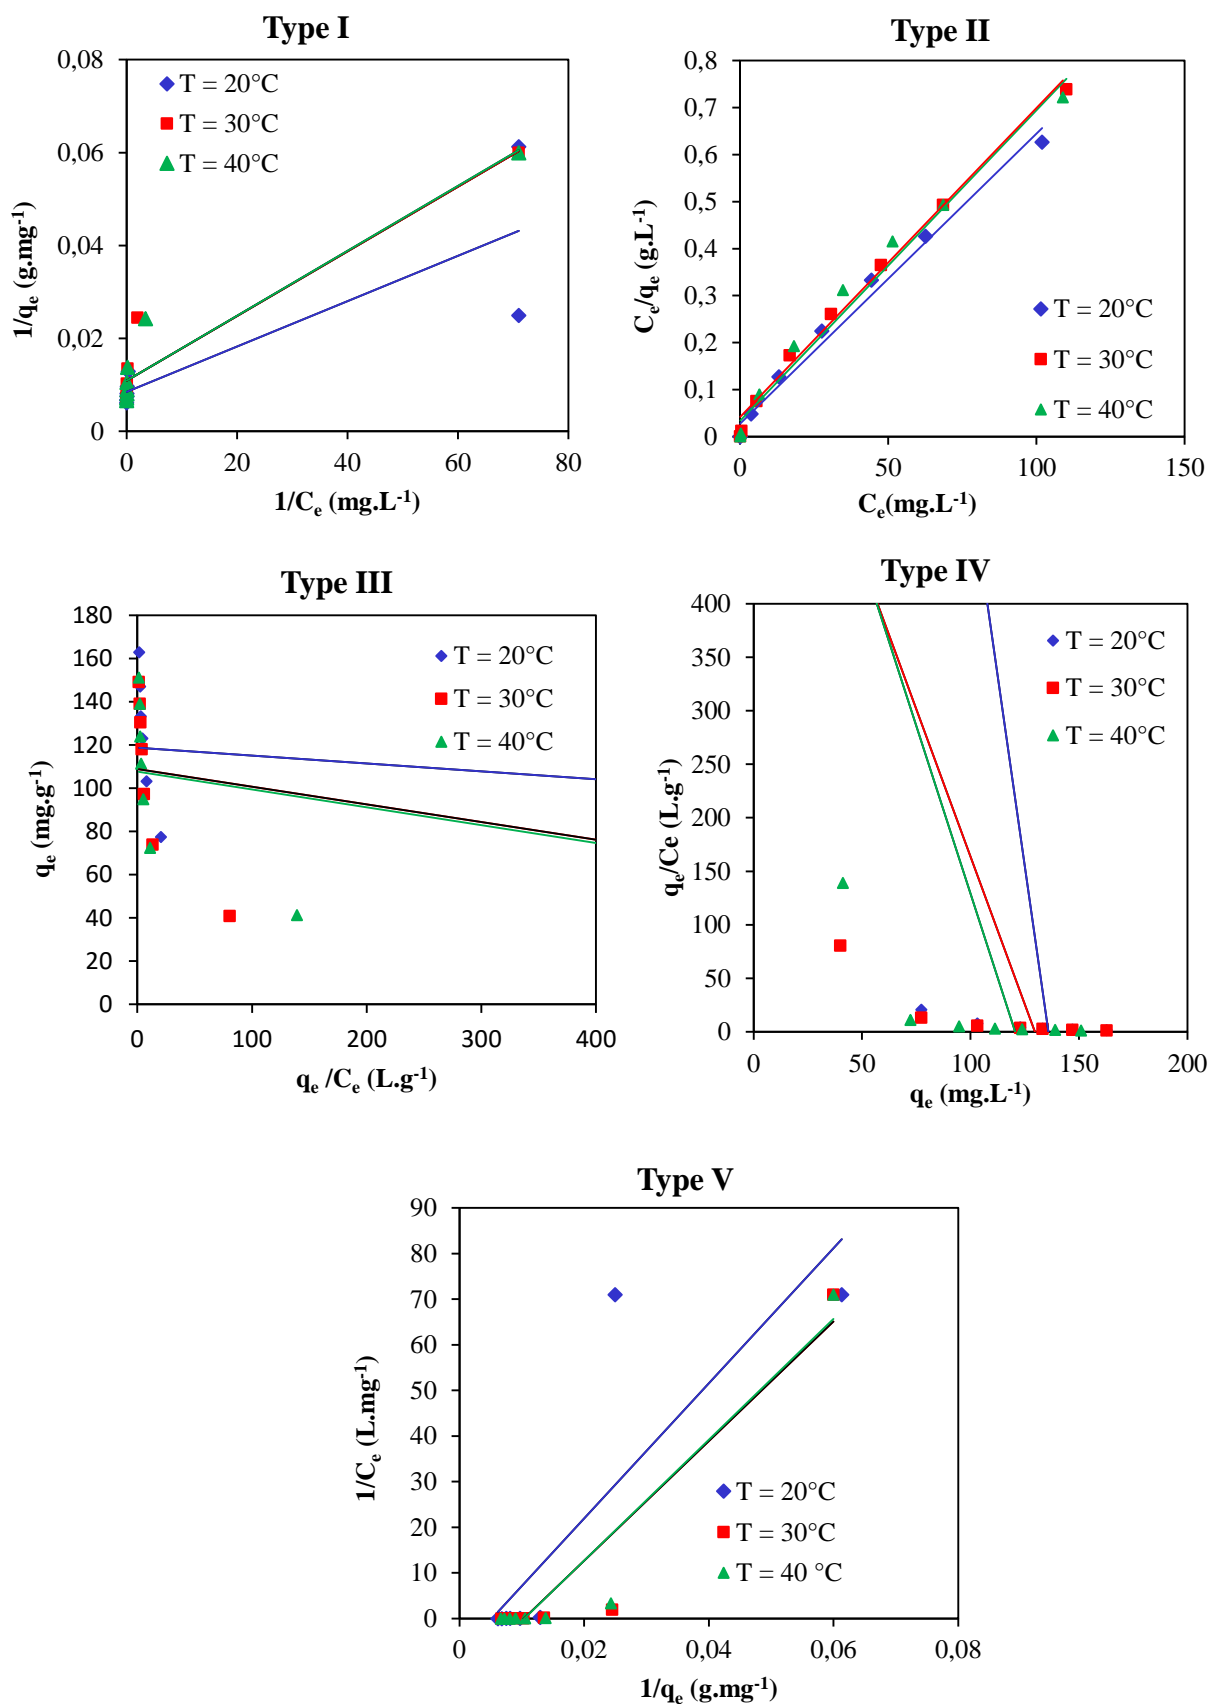 Type I
0,08
0,06
0,04
0,02
0
0 20 40 60 80
1/qe (g.mg-1)
1/Ce (mg.L-1)
T = 20°C
T = 30°C
T = 40°C
Type II
0,8
0,7
0,6
0,5
0,4
0,3
0,2
0,1
0
0 50 100 150
Ce/qe (g.L-1)
Ce(mg.L-1)
T = 20°C
T = 30°C
T = 40°C
Type III
180
160
140
120
100
80
60
40
20
0
0 100 200 300 400
qe (mg.g-1)
qe /Ce (L.g-1)
T = 20°C
T = 30°C
T = 40°C
Type IV
400
350
300
250
200
150
100
50
0
0 50 100 150 200
qe/Ce (L.g-1)
qe (mg.L-1)
T = 20°C
T = 30°C
T = 40°C
Type V
90
80
70
60
50
40
30
20
10
0
0 0,02 0,04 0,06 0,08
1/Ce (L.mg-1)
1/qe (g.mg-1)
T = 20°C
T = 30°C
T = 40 °C